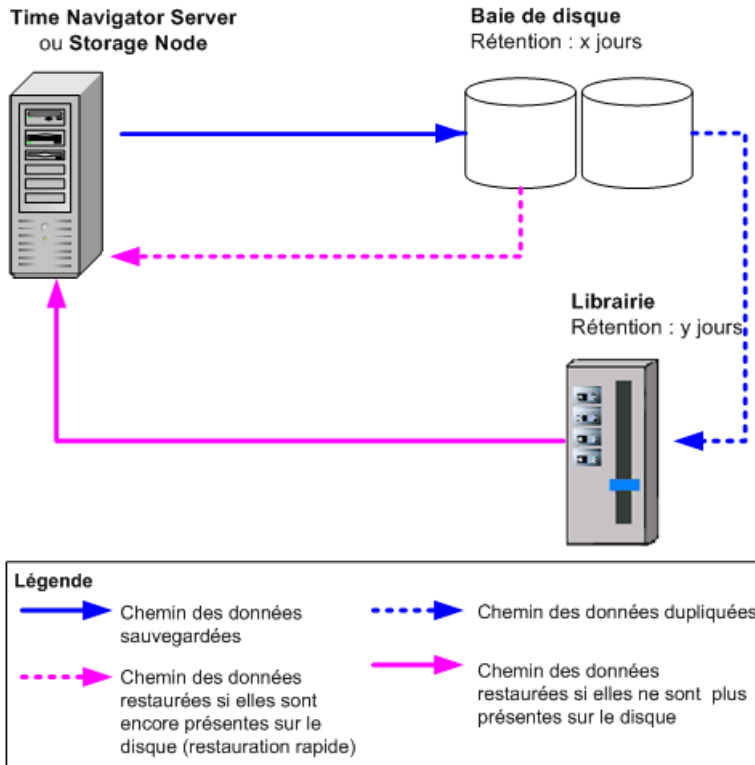 Time Navigator Server
ou Storage Node
Baie de disque
Rétention : x jours
Librairie
Rétention : y jours
Légende
Chemin des données
sauvegardées
Chemin des données dupliquées
Chemin des données
restaurées si elles sont
encore présentes sur le
disque (restauration rapide)
Chemin des données
restaurées si elles ne sont plus
présentes sur le disque